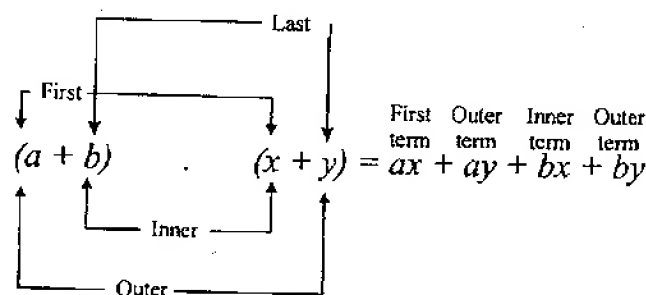 Last
First
First Outer Inner Outer
term term term term
(a + b) . (x + y) = ax + ay + bx + by
Inner
Outer